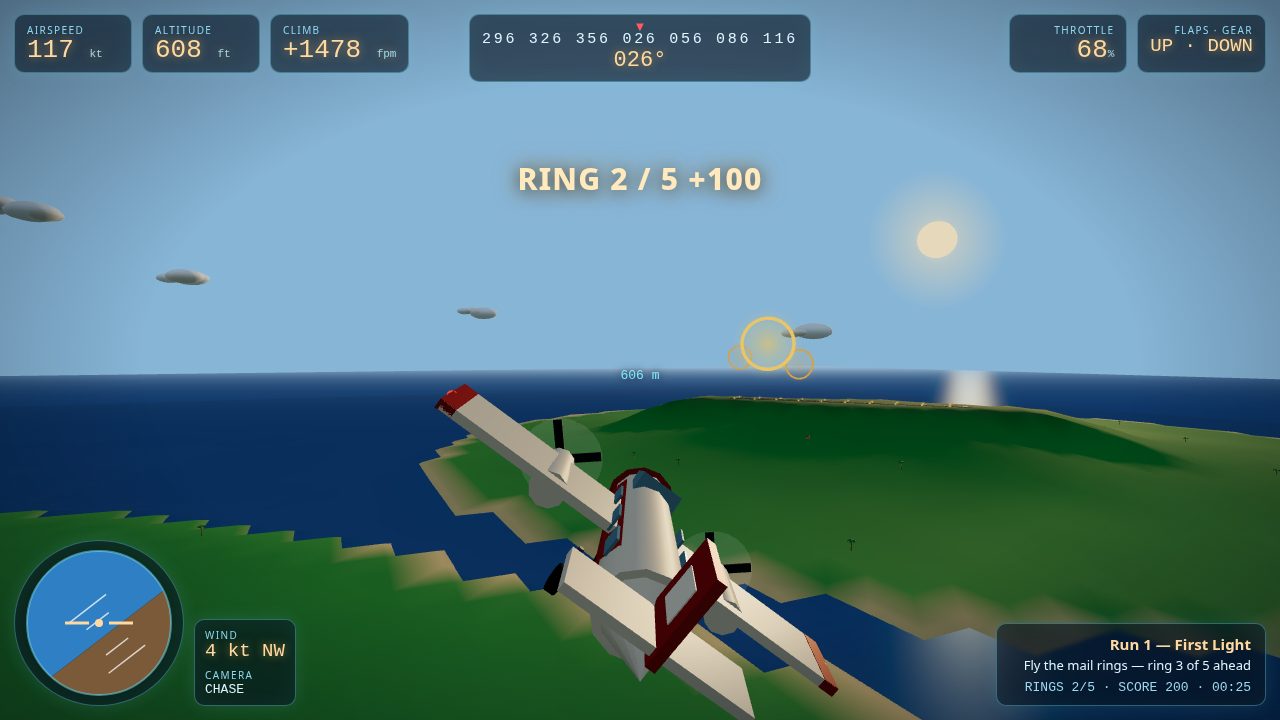 AIRSPEED
117 kt
ALTITUDE
608 ft
CLIMB
+1478 fpm
296 326 356 026 056 086 116
026°
THROTTLE
68%
FLAPS · GEAR
UP · DOWN
RING 2 / 5 +100
606 m
WIND
4 kt NW
CAMERA
CHASE
Run 1 — First Light
Fly the mail rings — ring 3 of 5 ahead
RINGS 2/5 · SCORE 200 · 00:25